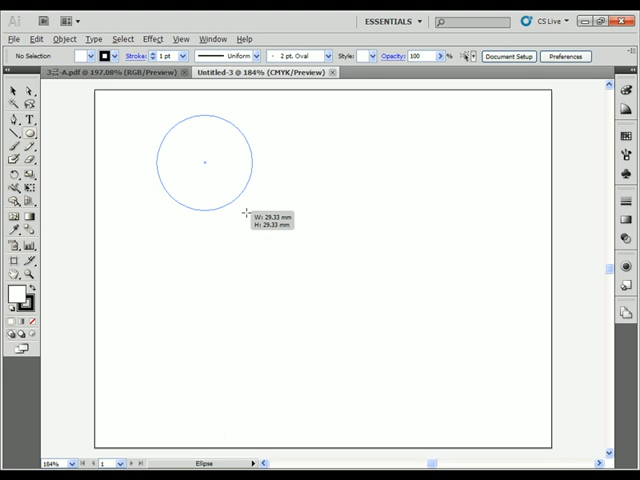 Ai Br ESSENTIALS CS Live
File Edit Object Type Select Effect View Window Help
No Selection Stroke: 1 pt Uniform 2 pt. Oval Style: Opacity: 100 % Document Setup Preferences
Untitled-3 @ 184% (CMYK/Preview)
W: 29.33 mm
H: 29.33 mm
184% 1 Ellipse